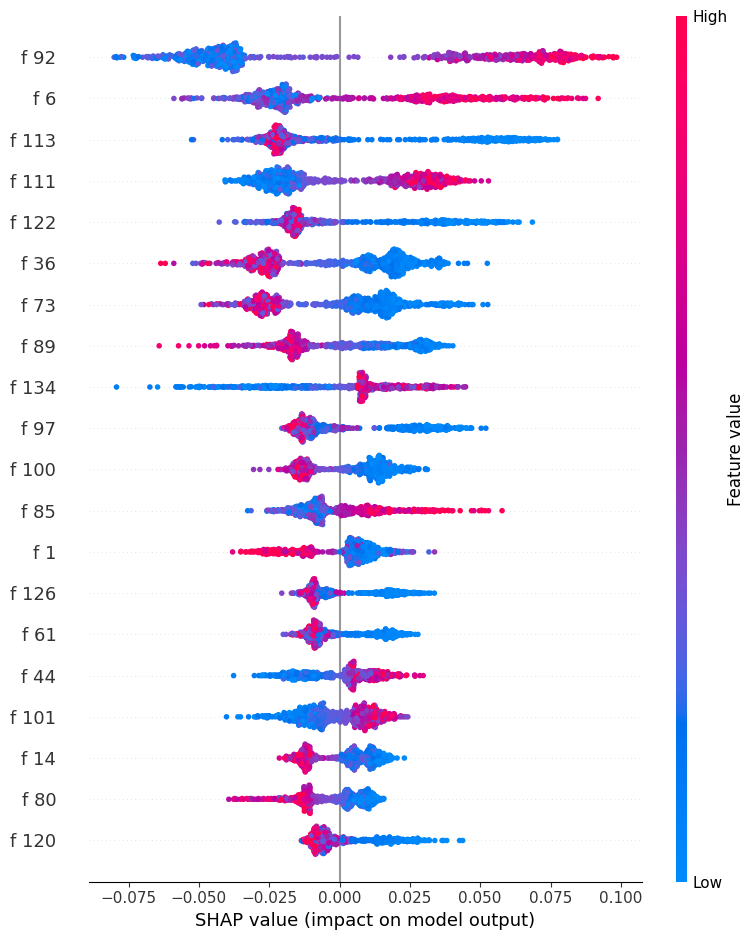 High
f 92
f 6
f 113
f 111
f 122
f 36
f 73
f 89
f 134
f 97
f 100
f 85
f 1
f 126
f 61
f 44
f 101
f 14
f 80
f 120
Feature value
Low
−0.075 −0.050 −0.025 0.000 0.025 0.050 0.075 0.100
SHAP value (impact on model output)